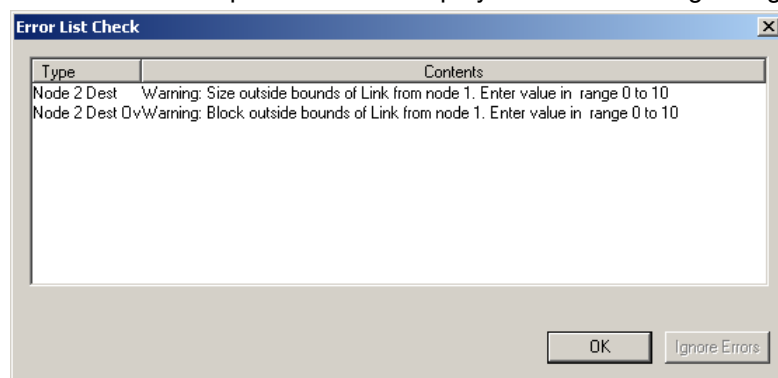 Error List Check
Type Contents
Node 2 Dest Warning: Size outside bounds of Link from node 1. Enter value in range 0 to 10
Node 2 Dest Ov Warning: Block outside bounds of Link from node 1. Enter value in range 0 to 10
OK Ignore Errors